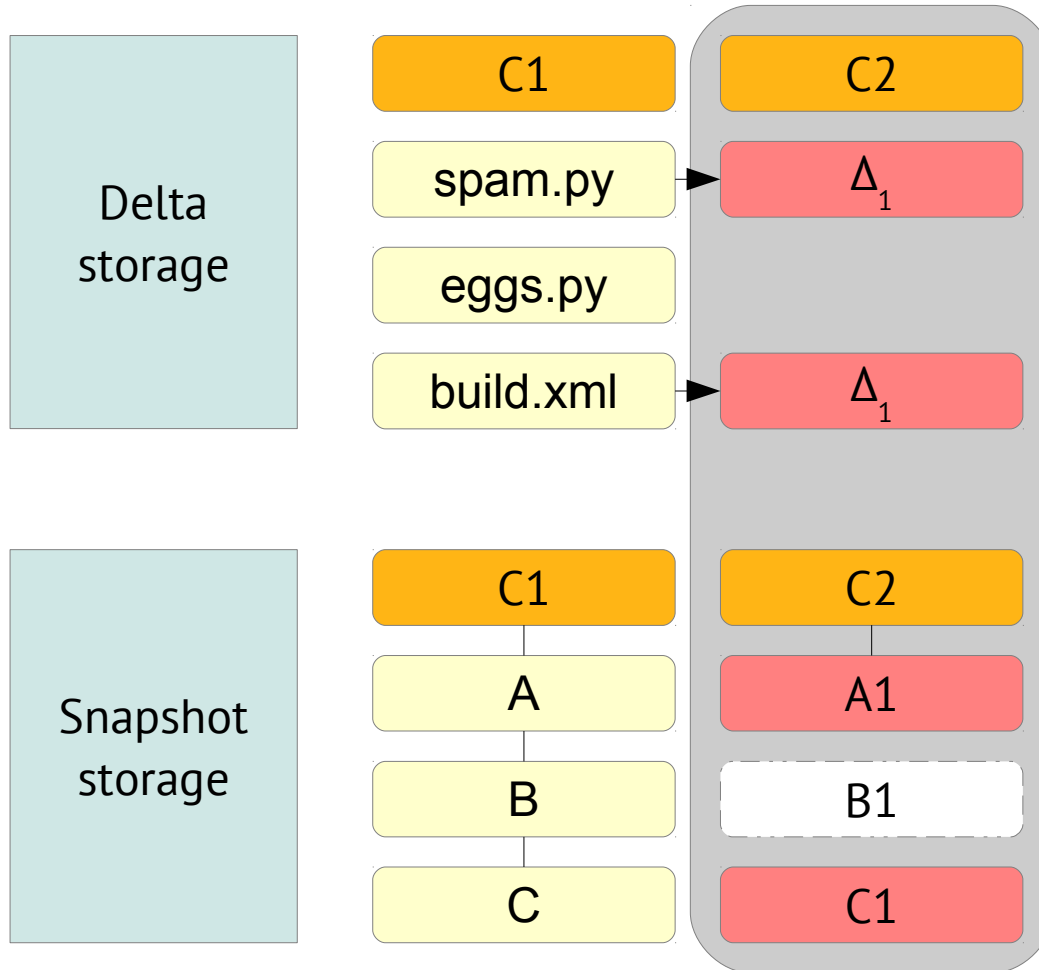 Delta
storage
C1
C2
spam.py
Δ1
eggs.py
build.xml
Δ1
Snapshot
storage
C1
C2
A
A1
B
B1
C
C1